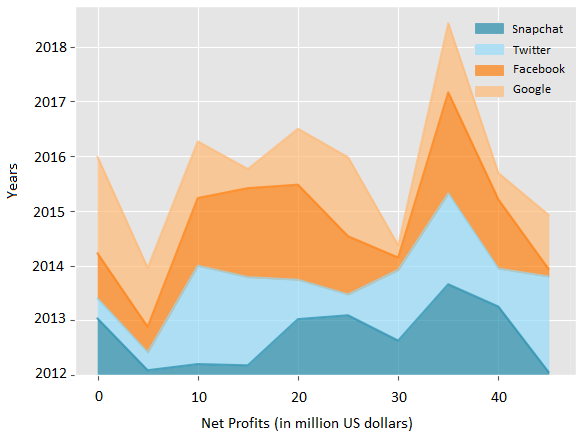 Snapchat
Twitter
Facebook
Google
2018
2017
2016
2015
2014
2013
2012
Years
0 10 20 30 40
Net Profits (in million US dollars)